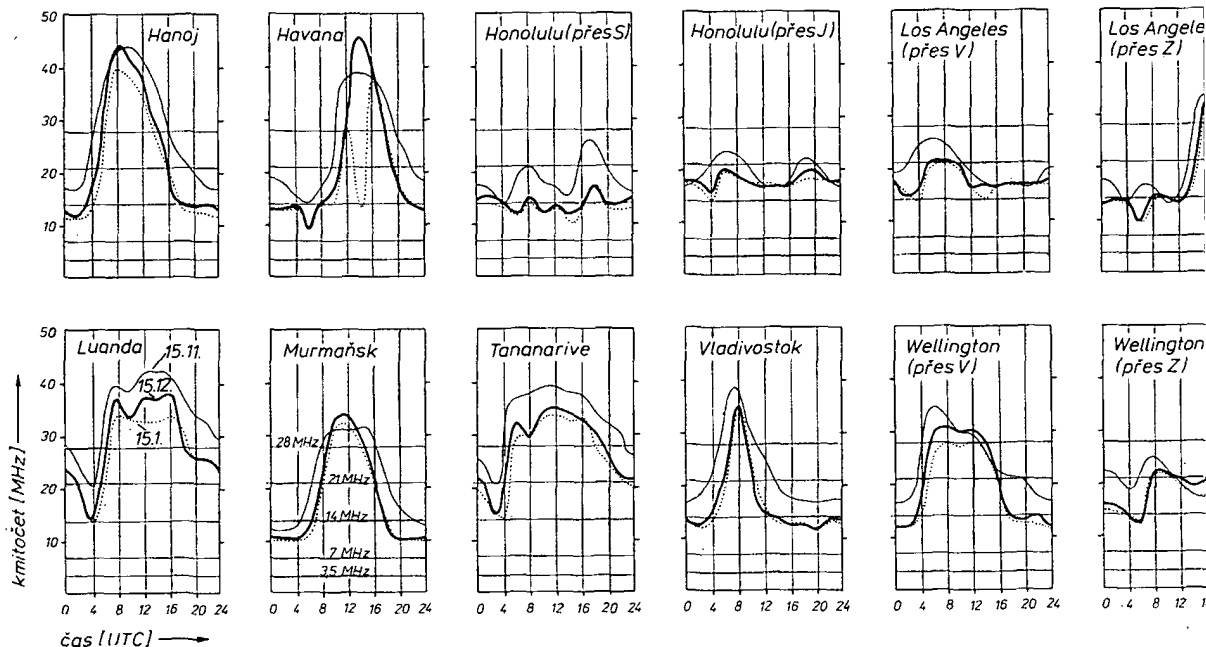 50
40
30
20
10
Hanoj
Havana
Honolulu (přes S)
Honolulu (přes J)
Los Angeles
(přes V)
Los Angeles
(přes Z)
50
40
30
20
10
kmitočet [MHz]
Luanda
15.11.
15.12.
15.1.
Murmaňsk
28 MHz
21 MHz
14 MHz
7 MHz
3,5 MHz
Tananarive
Vladivostok
Wellington
(přes V)
Wellington
(přes Z)
0 4 8 12 16 20 24
0 4 8 12 16 20 24
0 4 8 12 16 20 24
0 4 8 12 16 20 24
0 4 8 12 16 20 24
0 4 8 12
čas [UTC]